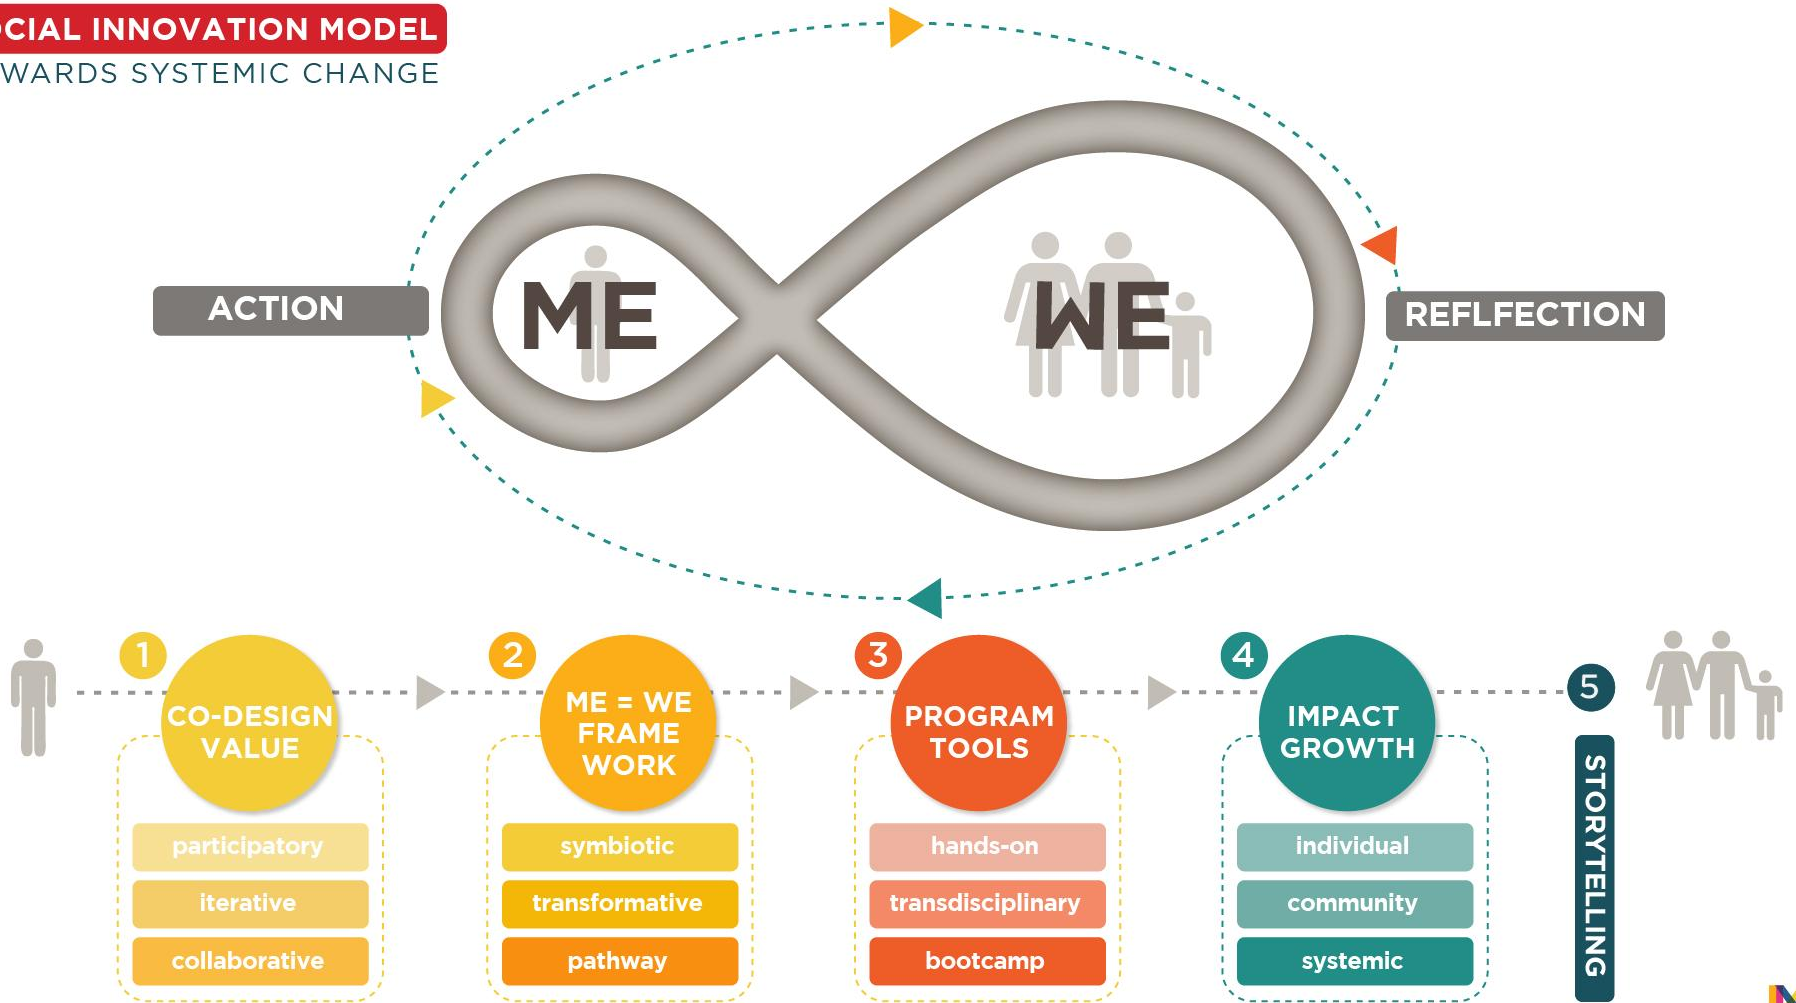 OCIAL INNOVATION MODEL
WARDS SYSTEMIC CHANGE
ACTION
ME
WE
REFLFECTION
1
CO-DESIGN
VALUE
participatory
iterative
collaborative
2
ME = WE
FRAME
WORK
symbiotic
transformative
pathway
3
PROGRAM
TOOLS
hands-on
transdisciplinary
bootcamp
4
IMPACT
GROWTH
individual
community
systemic
5
STORYTELLING